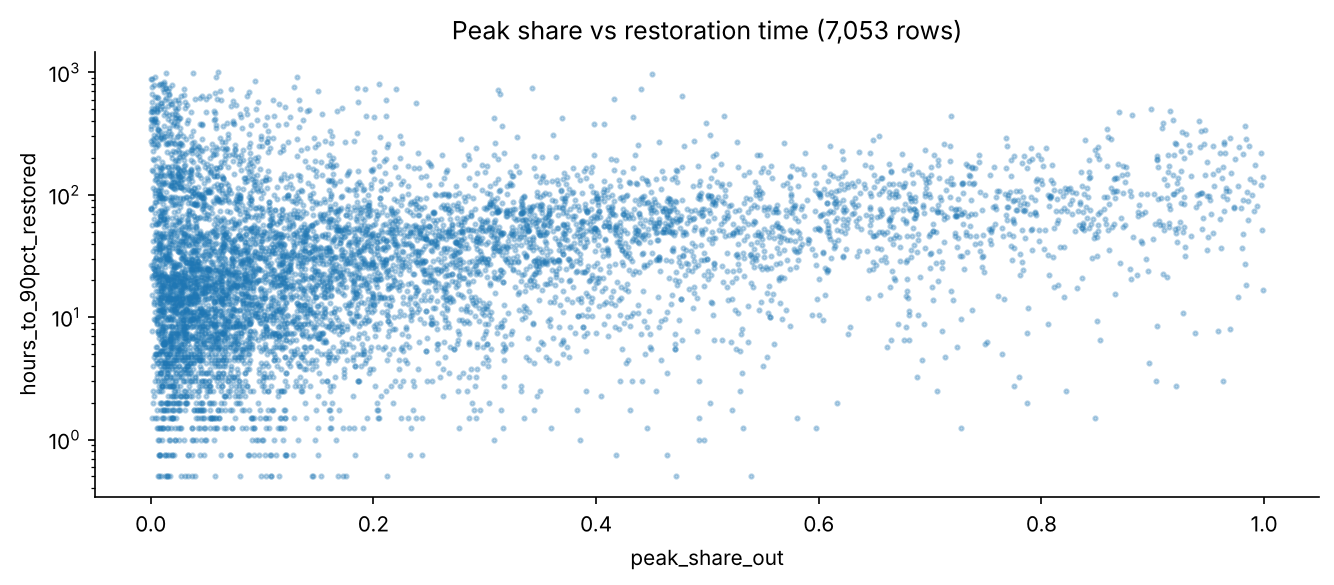 Peak share vs restoration time (7,053 rows)
hours_to_90pct_restored
10³
10²
10¹
10⁰
0.0 0.2 0.4 0.6 0.8 1.0
peak_share_out